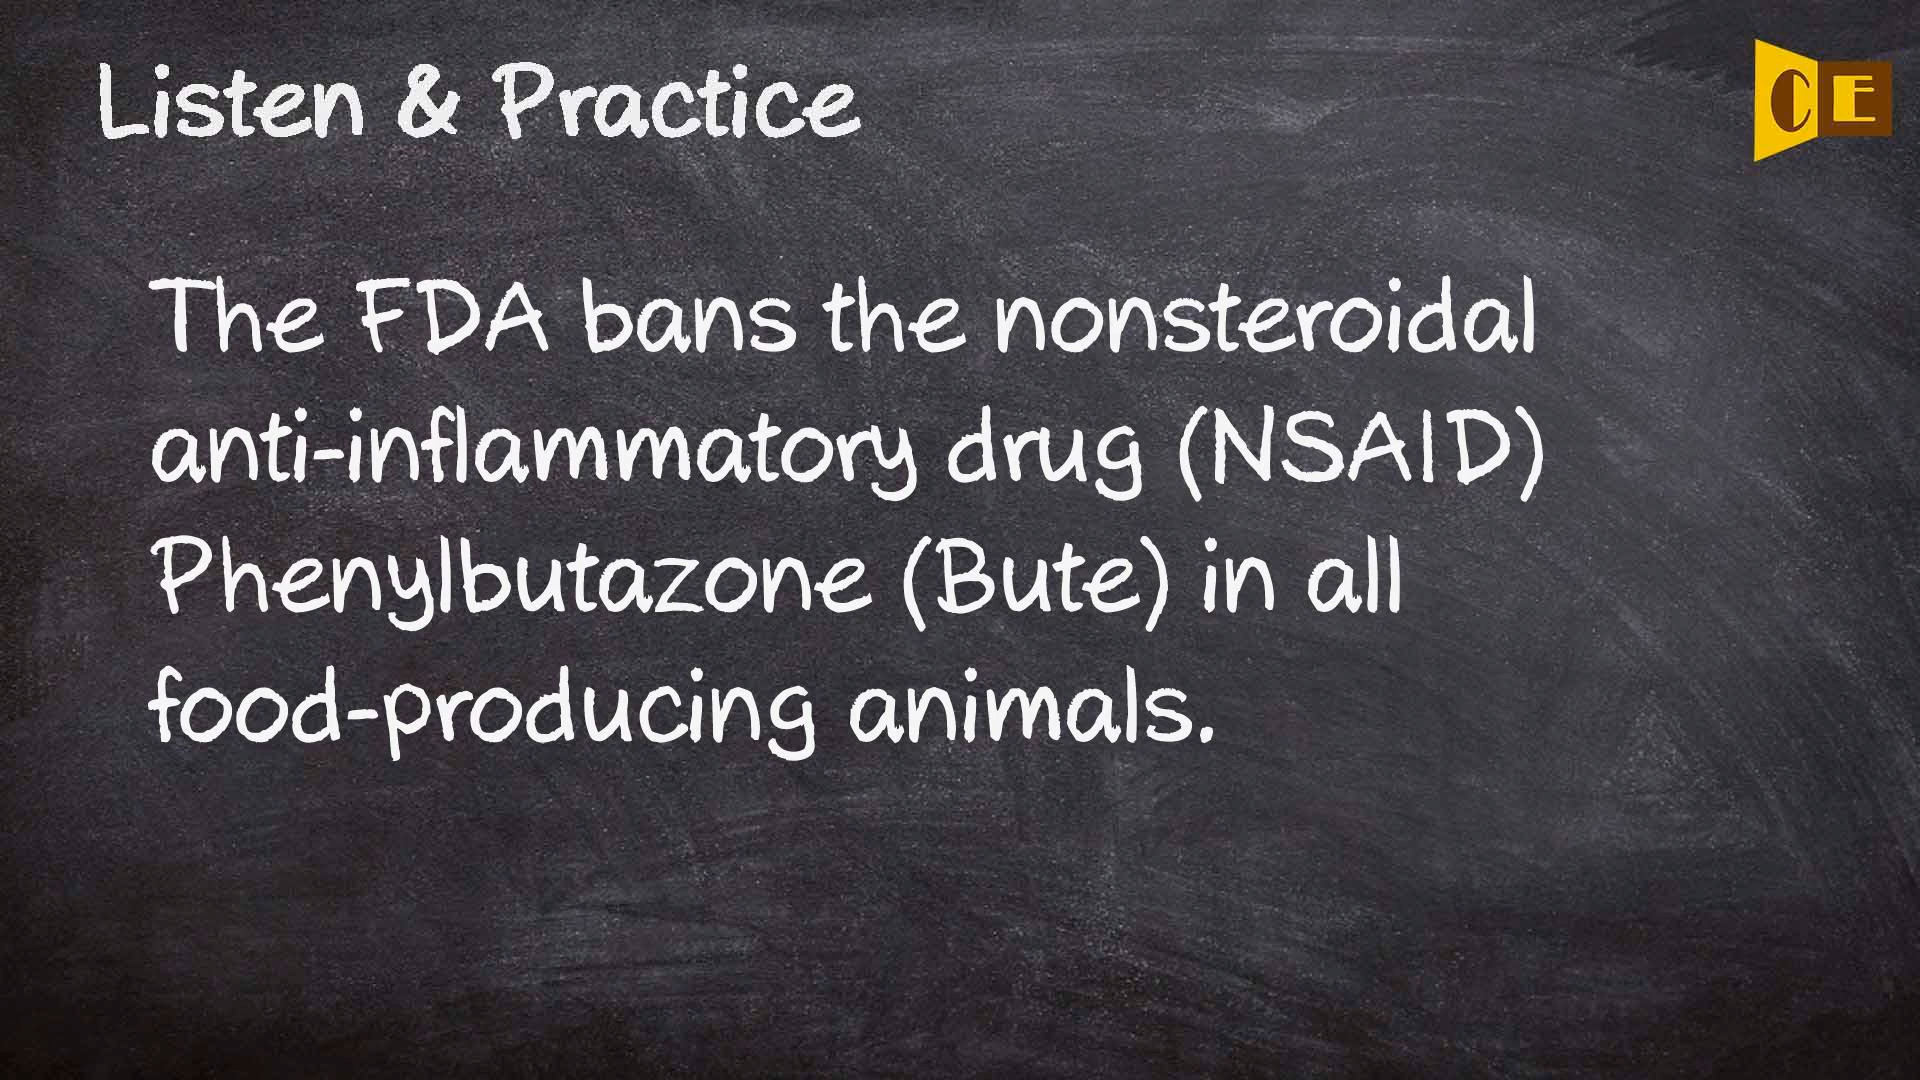 Listen & Practice
CE
The FDA bans the nonsteroidal
anti-inflammatory drug (NSAID)
Phenylbutazone (Bute) in all
food-producing animals.